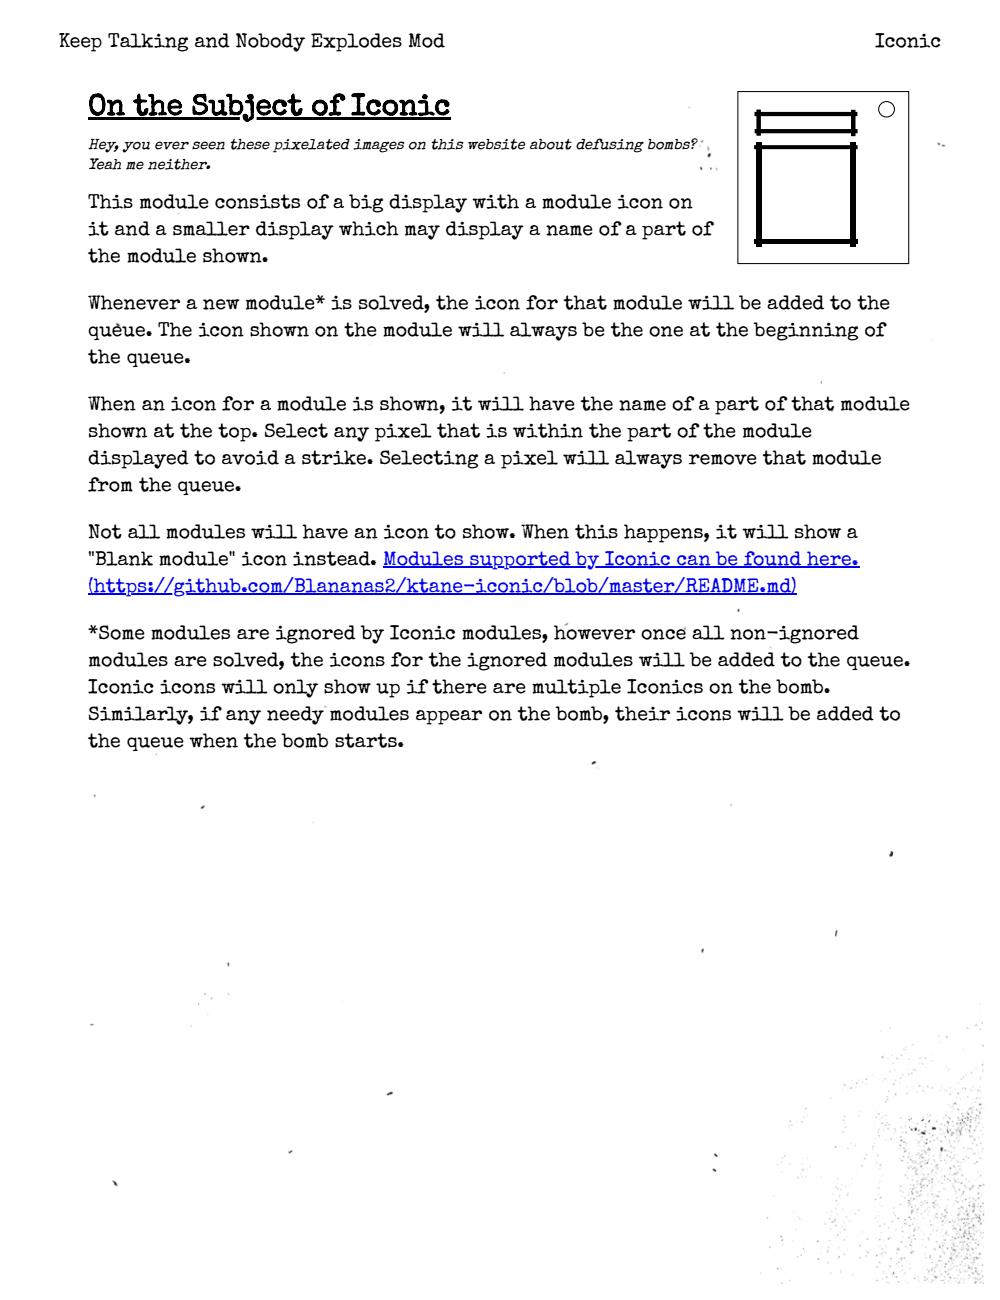 Keep Talking and Nobody Explodes Mod
Iconic
On the Subject of Iconic
Hey, you ever seen these pixelated images on this website about defusing bombs?
Yeah me neither.
This module consists of a big display with a module icon on
it and a smaller display which may display a name of a part of
the module shown.
Whenever a new module* is solved, the icon for that module will be added to the
queue. The icon shown on the module will always be the one at the beginning of
the queue.
When an icon for a module is shown, it will have the name of a part of that module
shown at the top. Select any pixel that is within the part of the module
displayed to avoid a strike. Selecting a pixel will always remove that module
from the queue.
Not all modules will have an icon to show. When this happens, it will show a
"Blank module" icon instead. Modules supported by Iconic can be found here.
(https://github.com/Blananas2/ktane-iconic/blob/master/README.md)
*Some modules are ignored by Iconic modules, however once all non-ignored
modules are solved, the icons for the ignored modules will be added to the queue.
Iconic icons will only show up if there are multiple Iconics on the bomb.
Similarly, if any needy modules appear on the bomb, their icons will be added to
the queue when the bomb starts.